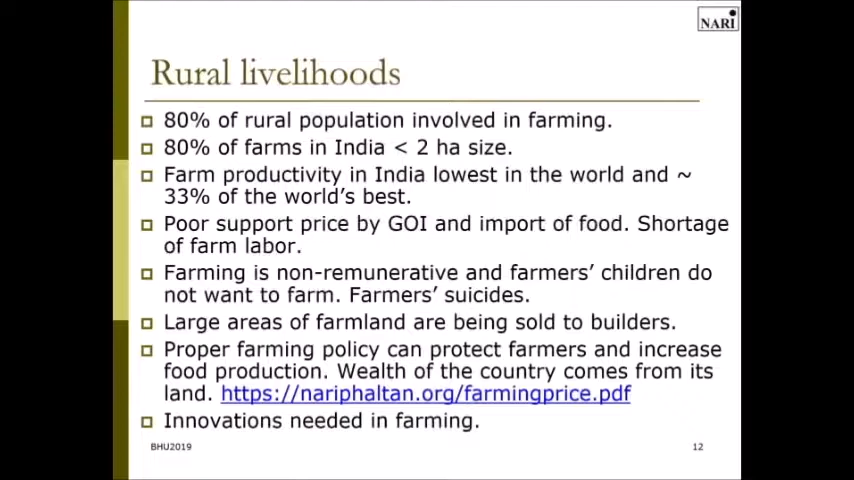 NARI
Rural livelihoods
80% of rural population involved in farming.
80% of farms in India < 2 ha size.
Farm productivity in India lowest in the world and ~
33% of the world's best.
Poor support price by GOI and import of food. Shortage
of farm labor.
Farming is non-remunerative and farmers' children do
not want to farm. Farmers' suicides.
Large areas of farmland are being sold to builders.
Proper farming policy can protect farmers and increase
food production. Wealth of the country comes from its
land. https://nariphaltan.org/farmingprice.pdf
Innovations needed in farming.
BHU2019
12